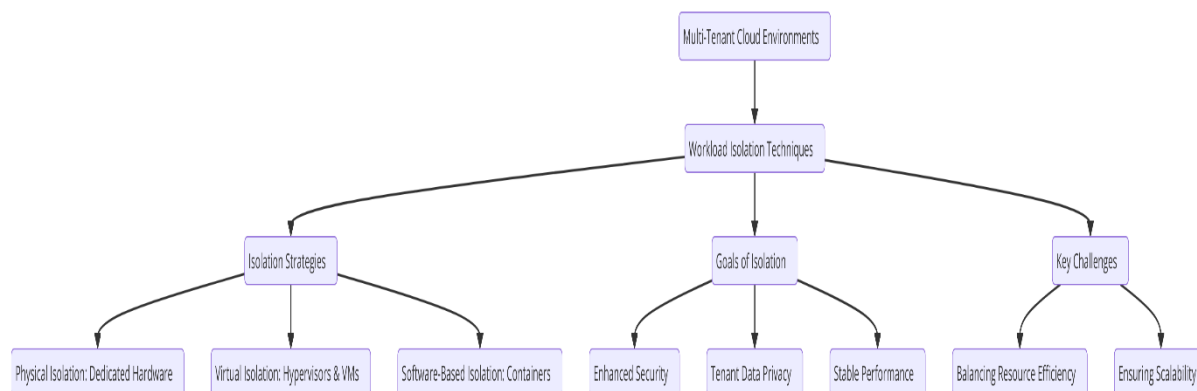 Multi-Tenant Cloud Environments
Workload Isolation Techniques
Isolation Strategies
Goals of Isolation
Key Challenges
Physical Isolation: Dedicated Hardware
Virtual Isolation: Hypervisors & VMs
Software-Based Isolation: Containers
Enhanced Security
Tenant Data Privacy
Stable Performance
Balancing Resource Efficiency
Ensuring Scalability